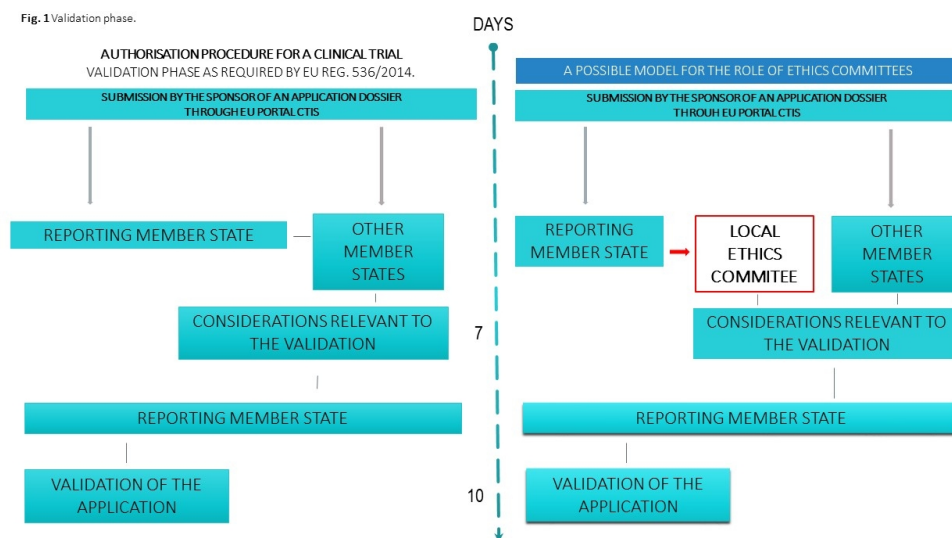 Fig. 1 Validation phase.
DAYS
AUTHORISATION PROCEDURE FOR A CLINICAL TRIAL
VALIDATION PHASE AS REQUIRED BY EU REG. 536/2014.
SUBMISSION BY THE SPONSOR OF AN APPLICATION DOSSIER
THROUGH EU PORTAL CTIS
REPORTING MEMBER STATE
OTHER
MEMBER
STATES
CONSIDERATIONS RELEVANT TO
THE VALIDATION
REPORTING MEMBER STATE
VALIDATION OF THE
APPLICATION
7
10
A POSSIBLE MODEL FOR THE ROLE OF ETHICS COMMITTEES
SUBMISSION BY THE SPONSOR OF AN APPLICATION DOSSIER
THROUH EU PORTAL CTIS
REPORTING
MEMBER STATE
LOCAL
ETHICS
COMMITEE
OTHER
MEMBER
STATES
CONSIDERATIONS RELEVANT TO
THE VALIDATION
REPORTING MEMBER STATE
VALIDATION OF THE
APPLICATION